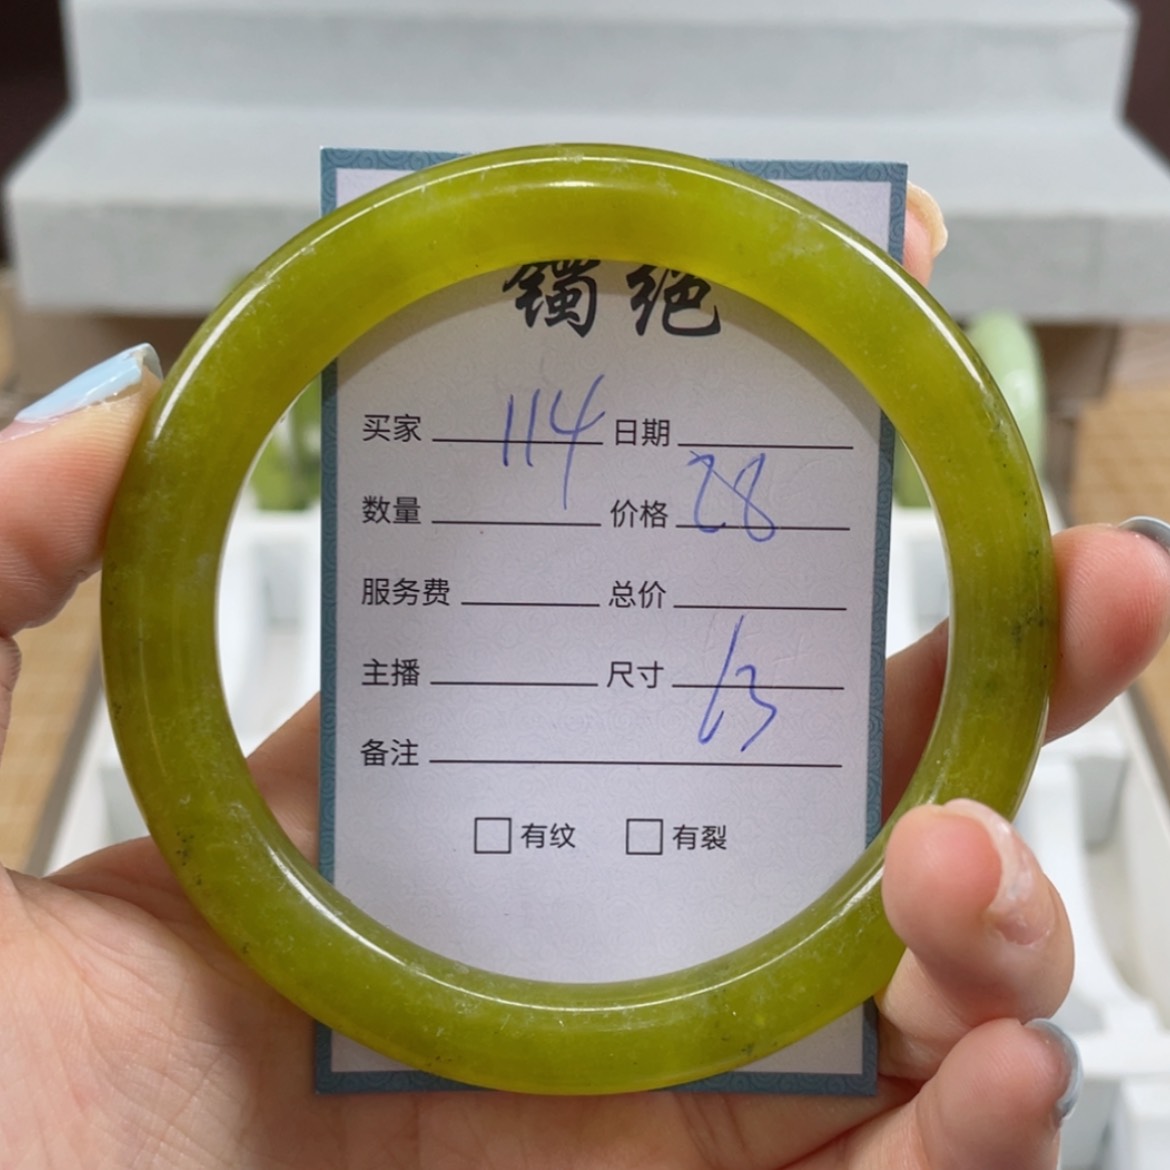 镯绝
买家 114 日期
数量 价格 28
服务费 总价
主播 尺寸 63
备注
有纹 有裂